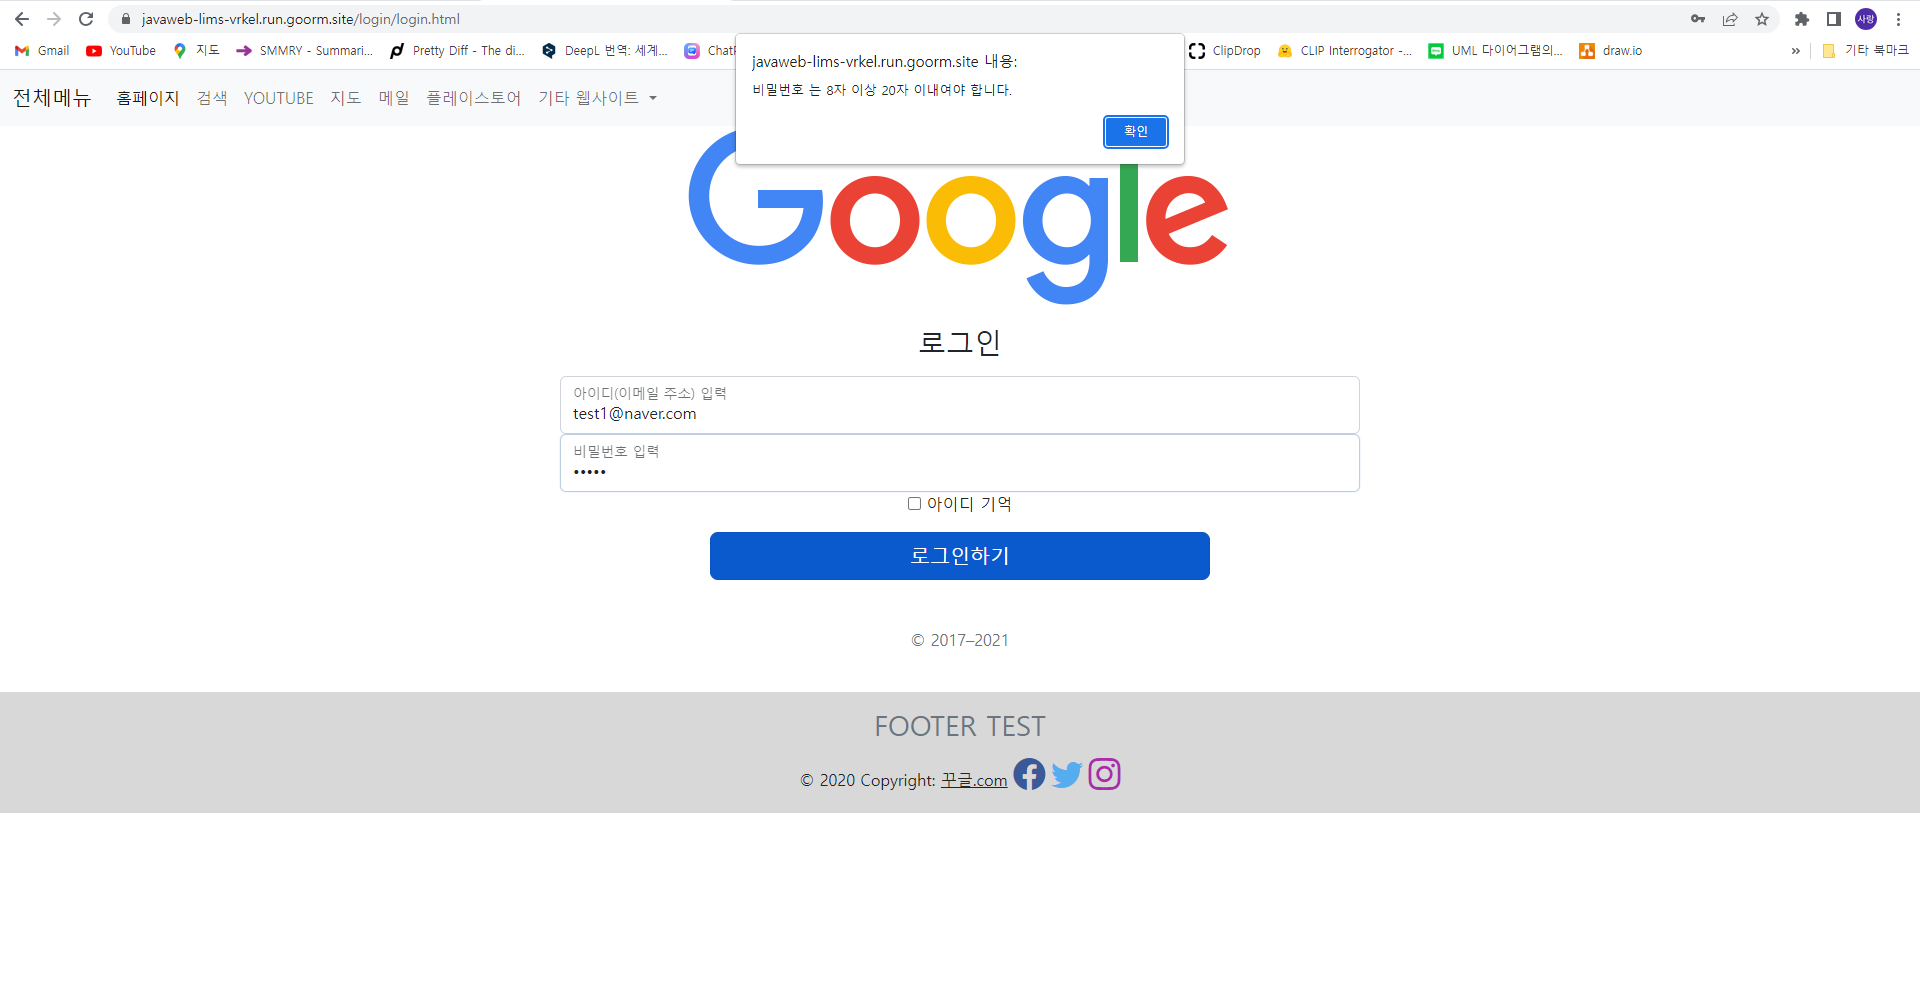 javaweb-lims-vrkel.run.goorm.site/login/login.html
사랑
Gmail YouTube 지도 SMMRY - Summari... Pretty Diff - The di... DeepL 번역: 세계... ClipDrop CLIP Interrogator -... UML 다이어그램의... draw.io » 기타 북마크
javaweb-lims-vrkel.run.goorm.site 내용:
비밀번호 는 8자 이상 20자 이내여야 합니다.
확인
전체메뉴 홈페이지 검색 YOUTUBE 지도 메일 플레이스토어 기타 웹사이트
Google
로그인
아이디(이메일 주소) 입력
test1@naver.com
비밀번호 입력
•••••
아이디 기억
로그인하기
© 2017–2021
FOOTER TEST
© 2020 Copyright: 꾸글.com